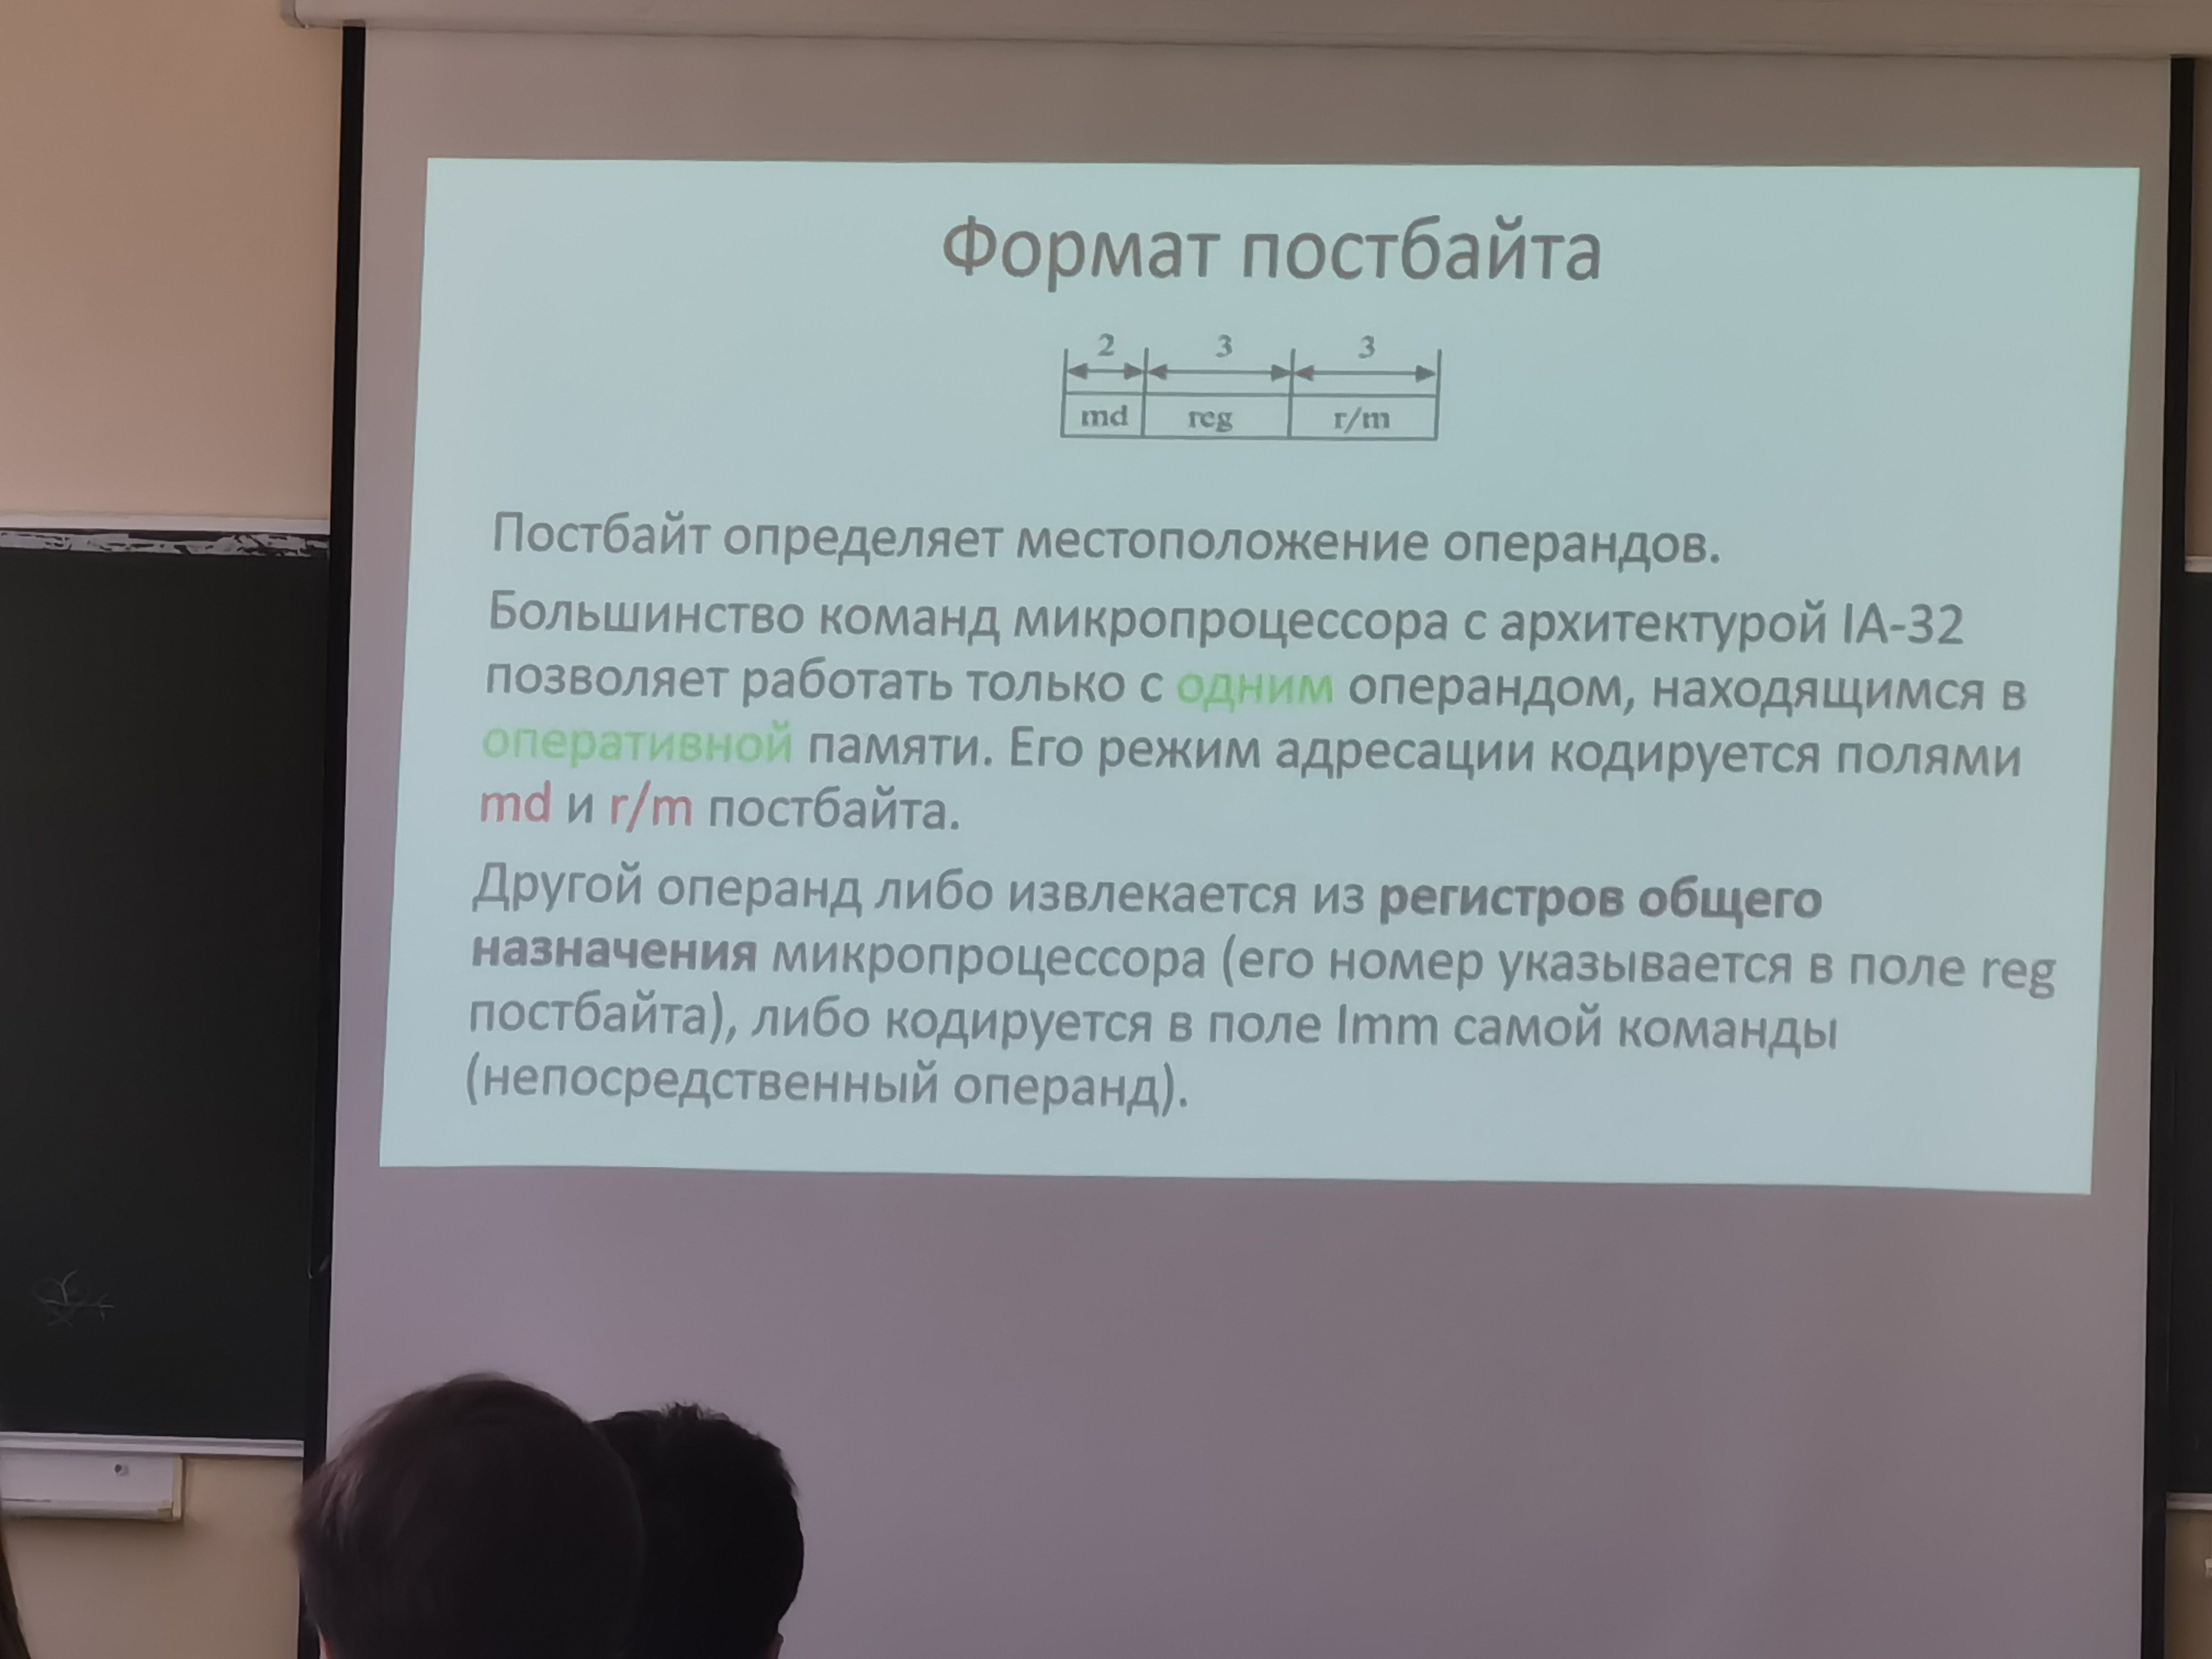 Формат постбайта
2 3 3
md reg r/m
Постбайт определяет местоположение операндов.
Большинство команд микропроцессора с архитектурой IA-32
позволяет работать только с одним операндом, находящимся в
оперативной памяти. Его режим адресации кодируется полями
md и r/m постбайта.
Другой операнд либо извлекается из регистров общего
назначения микропроцессора (его номер указывается в поле reg
постбайта), либо кодируется в поле Imm самой команды
(непосредственный операнд).